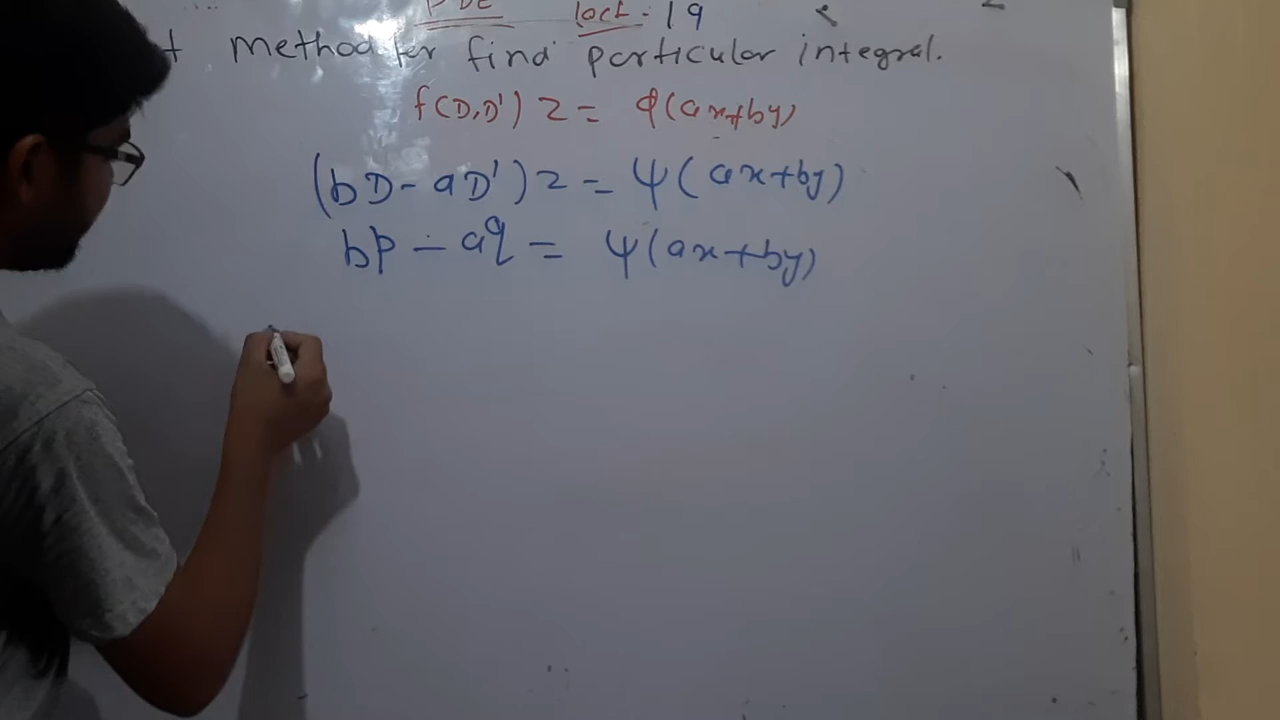 PDE lect - 19
method for find particular integral.
f(D,D') z = φ(ax+by)
(bD - aD') z = ψ(ax+by)
bp - aq = ψ(ax+by)